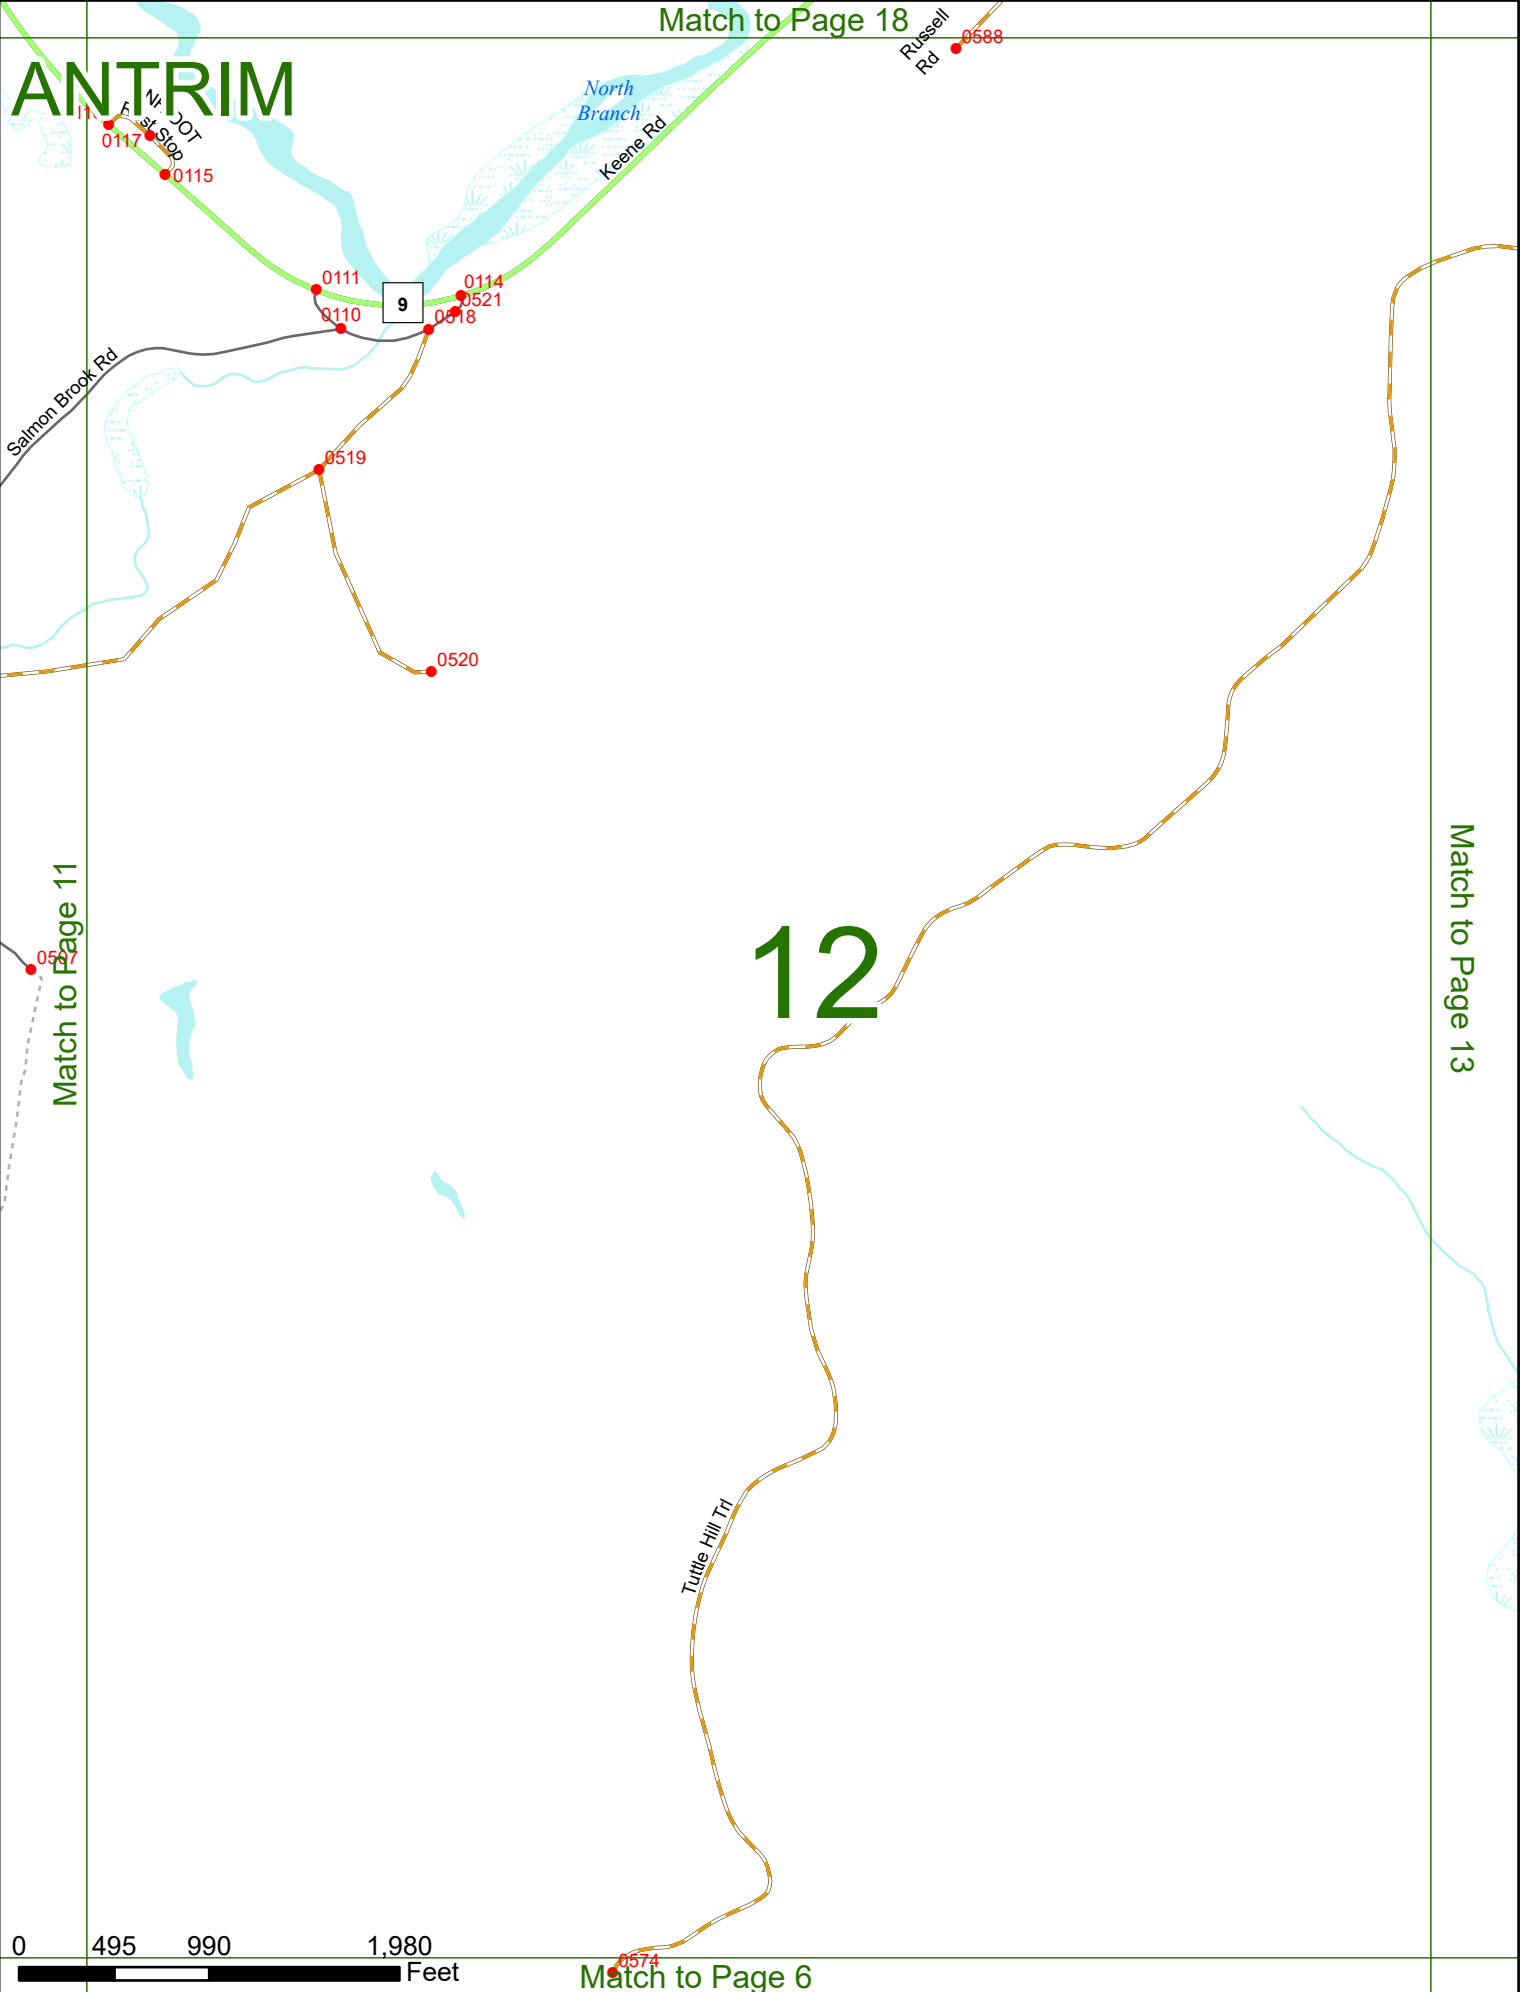 Match to Page 18
Russell
Rd
0588
ANTRIM
North
Branch
Keene Rd
0117
Stop
0115
0111
0114
0521
9
0110
0518
Salmon Brook Rd
0519
0520
Match to Page 11
Match to Page 13
12
0507
Tuttle Hill Trl
0 495 990 1,980
Feet
0574
Match to Page 6